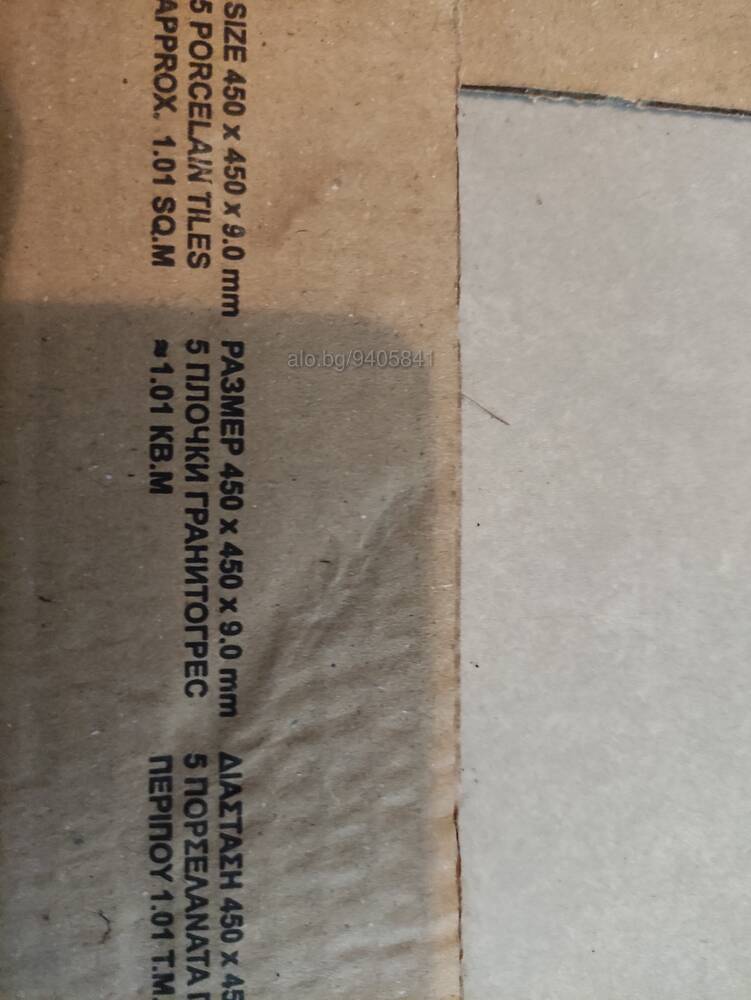 SIZE 450 x 450 x 9.0 mm
5 PORCELAIN TILES
APPROX. 1.01 SQ.M
РАЗМЕР 450 x 450 x 9.0 mm
5 ПЛОЧКИ ГРАНИТОГРЕС
≈1.01 КВ.М
ΔΙΑΣΤΑΣΗ 450 x 45
5 ΠΟΡΣΕΛΑΝΑΤΑ
ΠΕΡΙΠΟΥ 1.01 Τ.Μ.
alo.bg/9405841